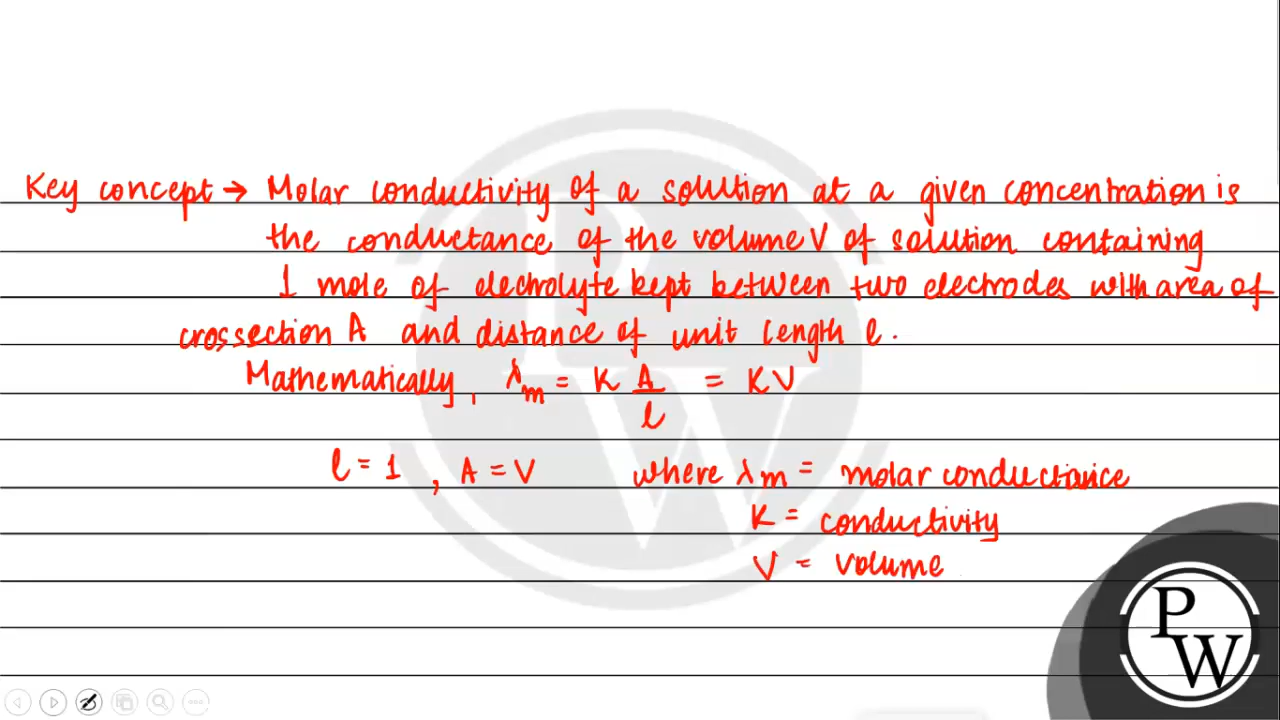 Key concept → Molar conductivity of a solution at a given concentration is
the conductance of the volume V of solution containing
1 mole of electrolyte kept between two electrodes with area of
crossection A and distance of unit length l.
Mathematically, λm = K A/l = KV
l = 1, A = V where λm = molar conductance
K = conductivity
V = volume
P
W
PW